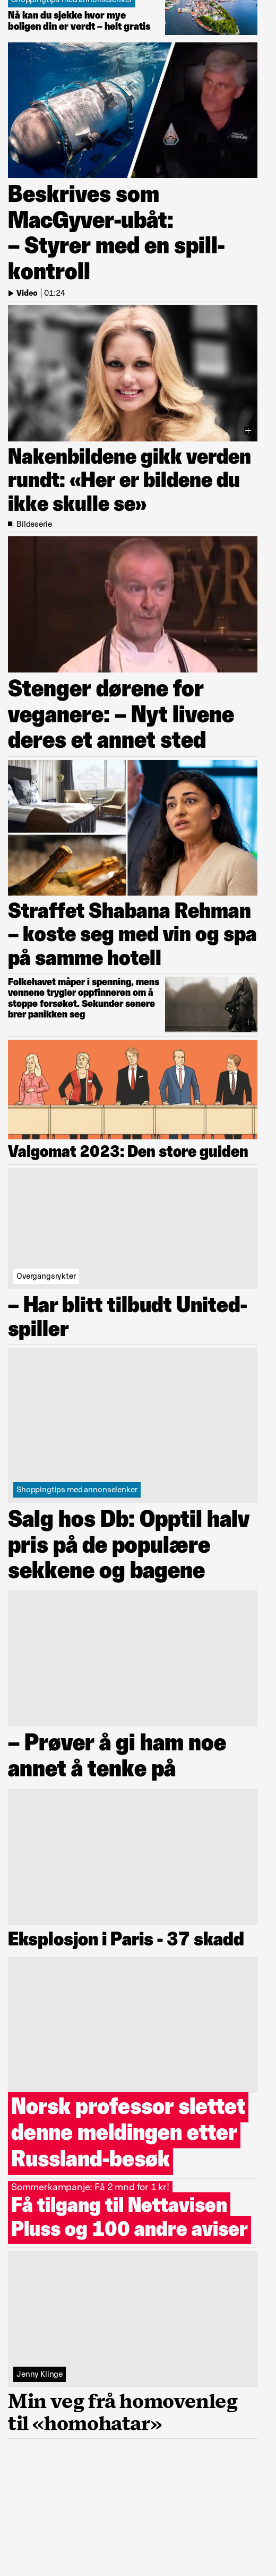 Shoppingtips med annonselenker
Nå kan du sjekke hvor mye
boligen din er verdt – helt gratis
Beskrives som
MacGyver-ubåt:
– Styrer med en spill-
kontroll
Video | 01:24
Nakenbildene gikk verden
rundt: «Her er bildene du
ikke skulle se»
Bildeserie
Stenger dørene for
veganere: – Nyt livene
deres et annet sted
Straffet Shabana Rehman
– koste seg med vin og spa
på samme hotell
Folkehavet måper i spenning, mens
vennene trygler oppfinneren om å
stoppe forsøket. Sekunder senere
brer panikken seg
Valgomat 2023: Den store guiden
Overgangsrykter
– Har blitt tilbudt United-
spiller
Shoppingtips med annonselenker
Salg hos Db: Opptil halv
pris på de populære
sekkene og bagene
– Prøver å gi ham noe
annet å tenke på
Eksplosjon i Paris - 37 skadd
Norsk professor slettet
denne meldingen etter
Russland-besøk
Sommerkampanje: Få 2 mnd for 1 kr!
Få tilgang til Nettavisen
Pluss og 100 andre aviser
Jenny Klinge
Min veg frå homovenleg
til «homohatar»